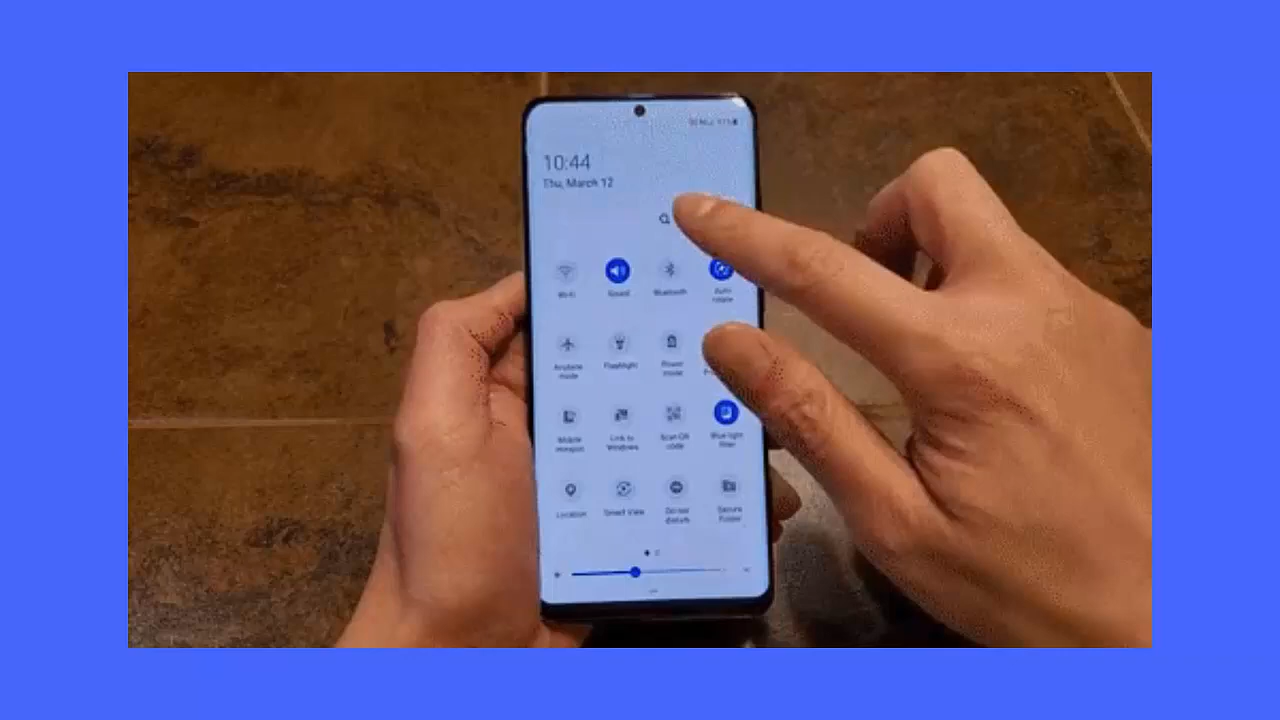 10:44
Thu, March 12
Wi-Fi
Sound
Bluetooth
Auto
rotate
Airplane
mode
Flashlight
Power
mode
Mobile
Hotspot
Link to
Windows
Scan QR
code
Blue light
filter
Location
Smart View
Do not
disturb
Secure
Folder